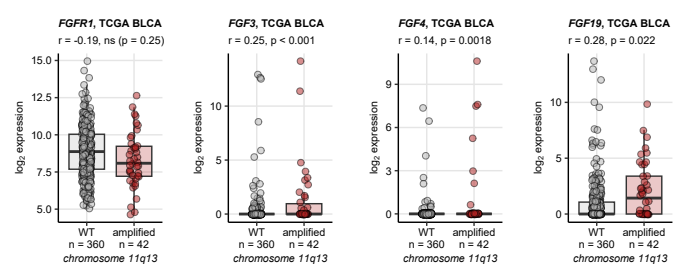 FGFR1, TCGA BLCA
r = -0.19, ns (p = 0.25)
log2 expression
15.0
12.5
10.0
7.5
5.0
WT
n = 360
amplified
n = 42
chromosome 11q13
FGF3, TCGA BLCA
r = 0.25, p < 0.001
log2 expression
10
5
0
WT
n = 360
amplified
n = 42
chromosome 11q13
FGF4, TCGA BLCA
r = 0.14, p = 0.0018
log2 expression
9
6
3
0
WT
n = 360
amplified
n = 42
chromosome 11q13
FGF19, TCGA BLCA
r = 0.28, p = 0.022
log2 expression
10
5
0
WT
n = 360
amplified
n = 42
chromosome 11q13